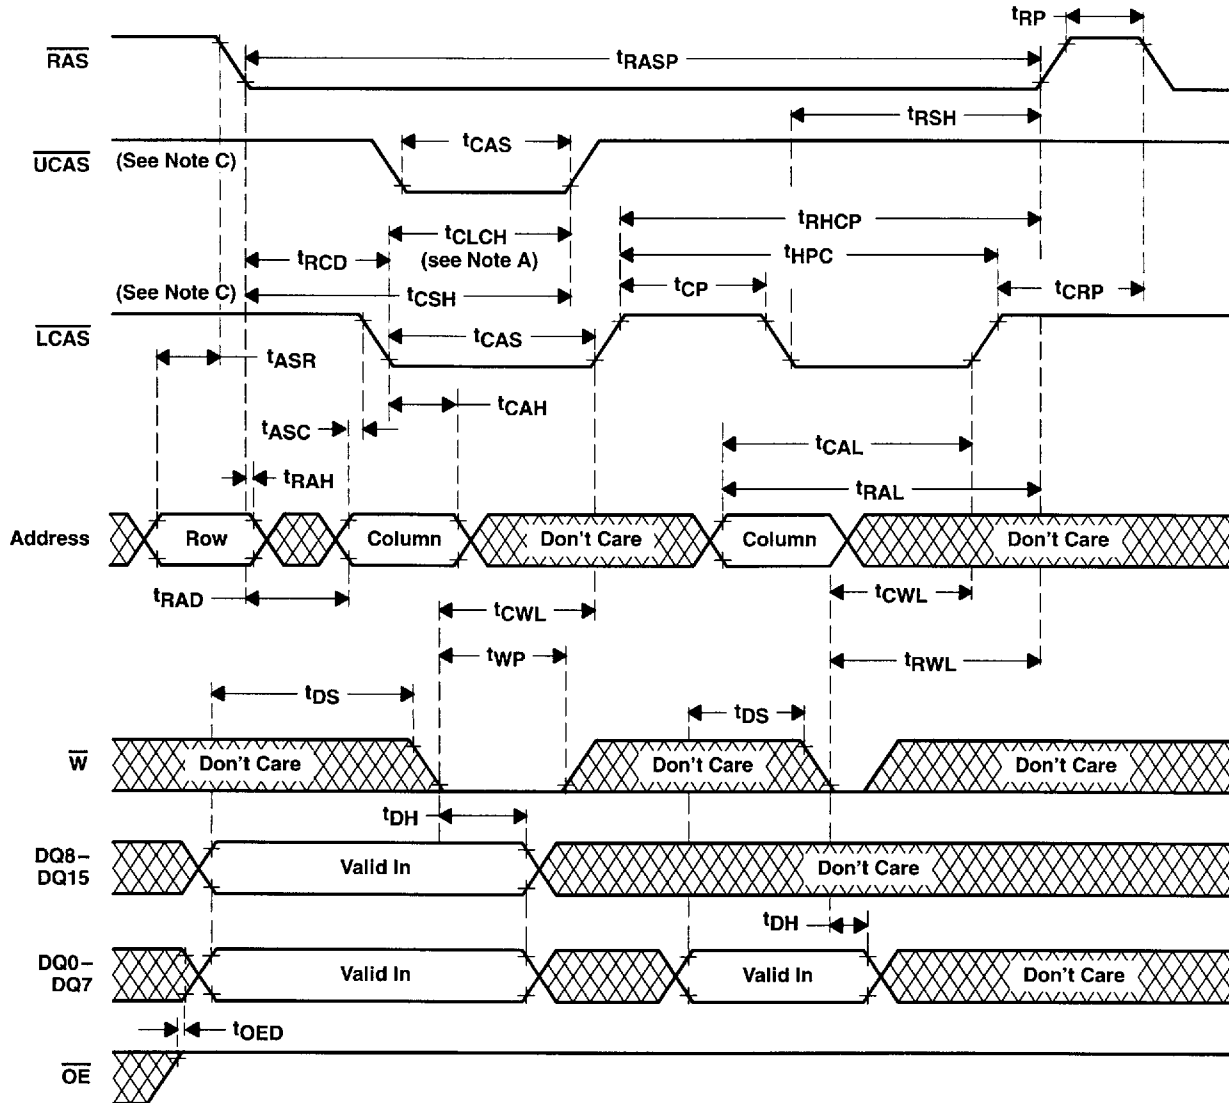 tRP
RAS
tRASP
tRSH
tCAS
UCAS (See Note C)
tRHCP
tCLCH
(see Note A)
tRCD
tHPC
tCP
(See Note C)
tCSH
tCRP
LCAS
tCAS
tASR
tCAH
tASC
tCAL
tRAH
tRAL
Address Row Column Don't Care Column Don't Care
tRAD
tCWL
tCWL
tWP
tRWL
tDS
tDS
W Don't Care Don't Care Don't Care
tDH
DQ8–
DQ15
Valid In Don't Care
tDH
DQ0–
DQ7
Valid In Valid In Don't Care
tOED
OE